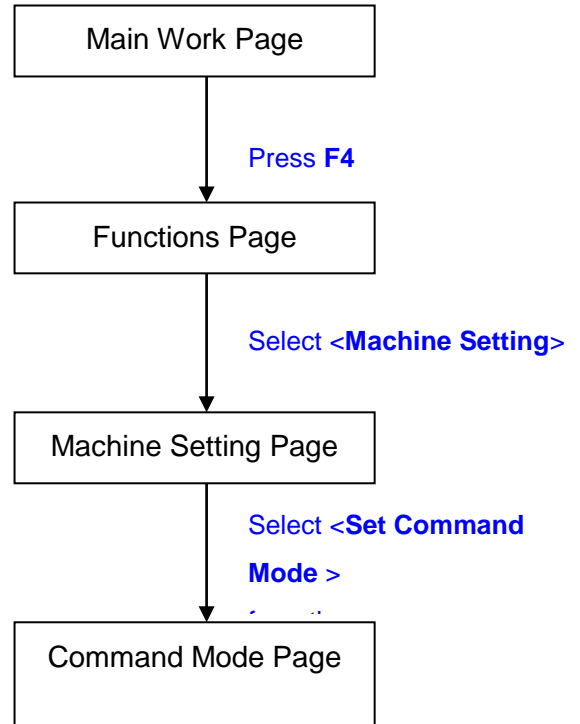 Main Work Page
Press F4
Functions Page
Select <Machine Setting>
Machine Setting Page
Select <Set Command
Mode >
Command Mode Page